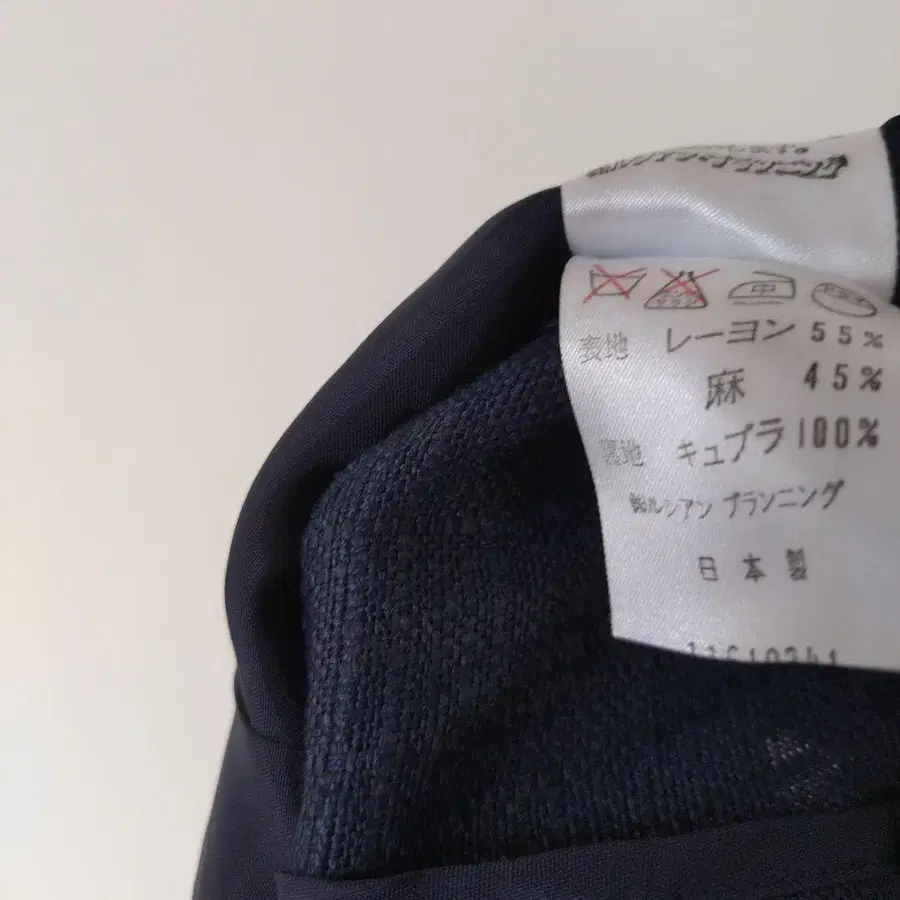 中
表地 レーヨン 55%
麻 45%
裏地 キュプラ 100%
㈱ルシアン プランニング
日本製